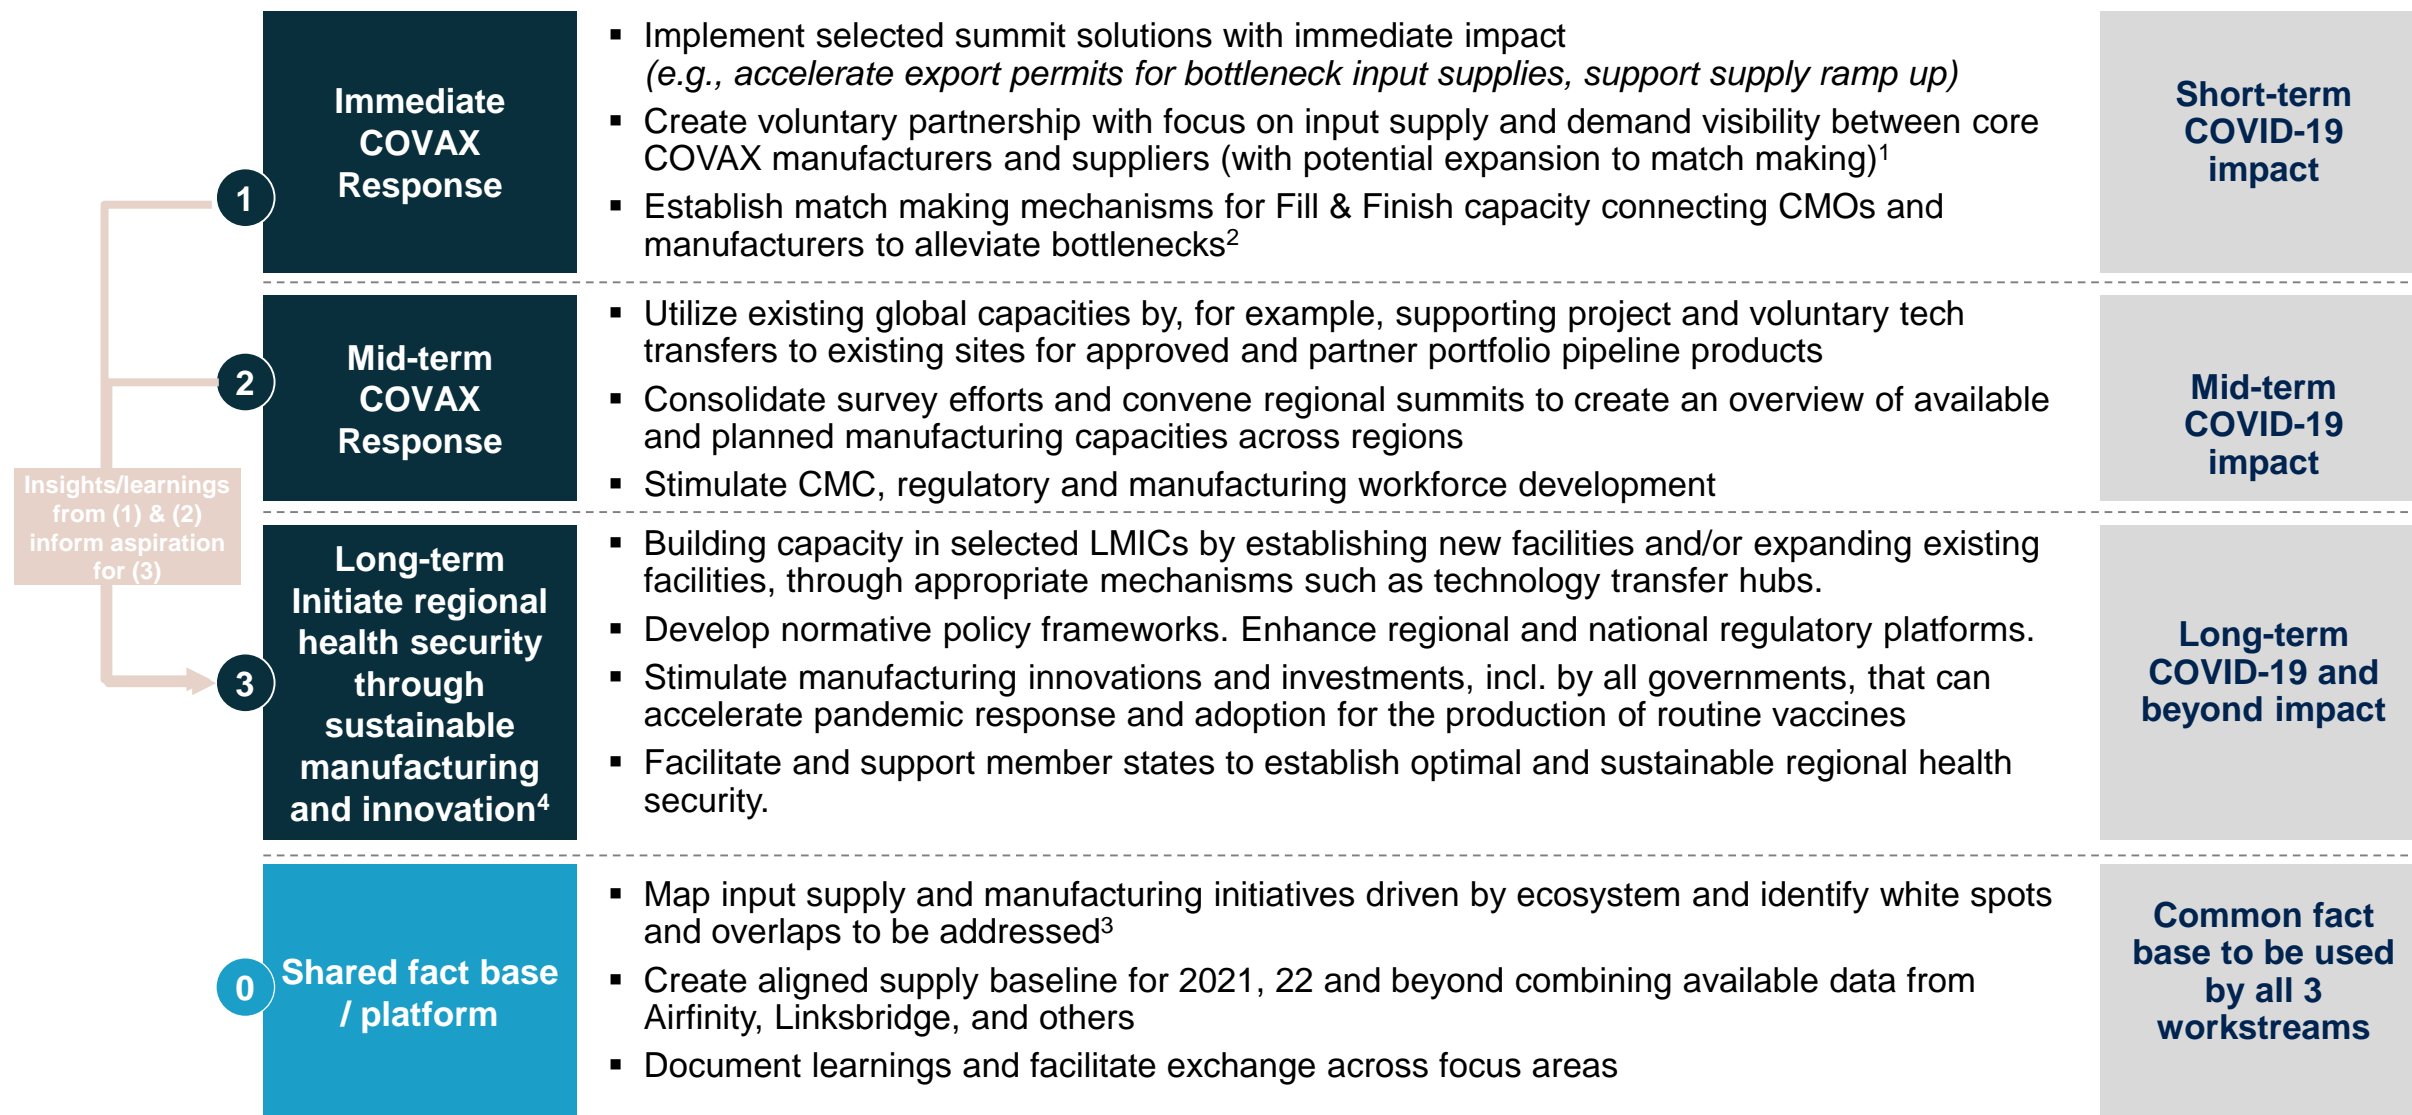 Immediate
COVAX
Response
1
▪ Implement selected summit solutions with immediate impact
(e.g., accelerate export permits for bottleneck input supplies, support supply ramp up)
▪ Create voluntary partnership with focus on input supply and demand visibility between core
COVAX manufacturers and suppliers (with potential expansion to match making)1
▪ Establish match making mechanisms for Fill & Finish capacity connecting CMOs and
manufacturers to alleviate bottlenecks2
Short-term
COVID-19
impact
2
Mid-term
COVAX
Response
▪ Utilize existing global capacities by, for example, supporting project and voluntary tech
transfers to existing sites for approved and partner portfolio pipeline products
▪ Consolidate survey efforts and convene regional summits to create an overview of available
and planned manufacturing capacities across regions
▪ Stimulate CMC, regulatory and manufacturing workforce development
Mid-term
COVID-19
impact
Insights/learnings
from (1) & (2)
inform aspiration
for (3)
3
Long-term
Initiate regional
health security
through
sustainable
manufacturing
and innovation4
▪ Building capacity in selected LMICs by establishing new facilities and/or expanding existing
facilities, through appropriate mechanisms such as technology transfer hubs.
▪ Develop normative policy frameworks. Enhance regional and national regulatory platforms.
▪ Stimulate manufacturing innovations and investments, incl. by all governments, that can
accelerate pandemic response and adoption for the production of routine vaccines
▪ Facilitate and support member states to establish optimal and sustainable regional health
security.
Long-term
COVID-19 and
beyond impact
0
Shared fact base
/ platform
▪ Map input supply and manufacturing initiatives driven by ecosystem and identify white spots
and overlaps to be addressed3
▪ Create aligned supply baseline for 2021, 22 and beyond combining available data from
Airfinity, Linksbridge, and others
▪ Document learnings and facilitate exchange across focus areas
Common fact
base to be used
by all 3
workstreams